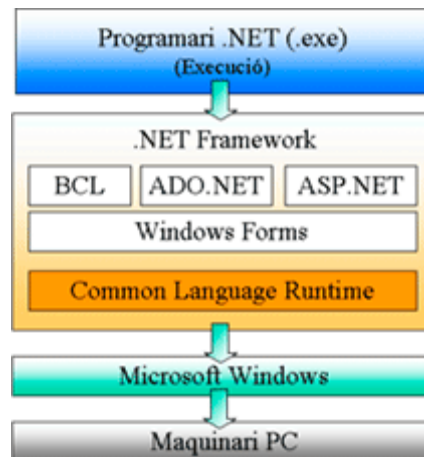 Programari .NET (.exe)
(Execució)
.NET Framework
BCL
ADO.NET
ASP.NET
Windows Forms
Common Language Runtime
Microsoft Windows
Maquinari PC